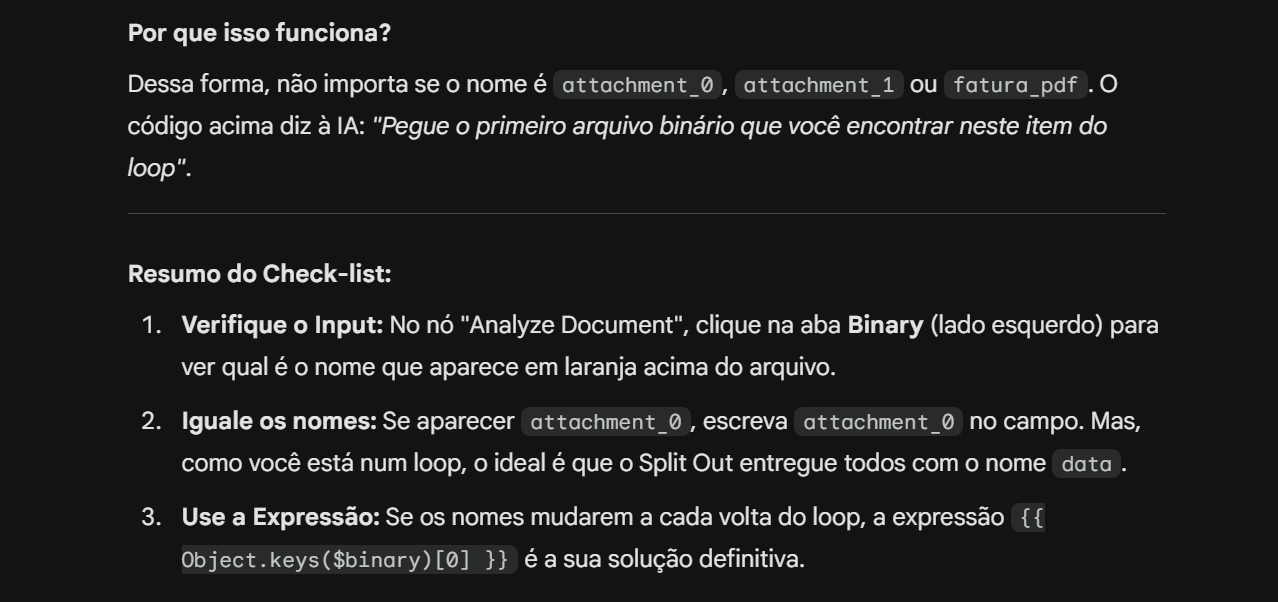 Por que isso funciona?
Dessa forma, não importa se o nome é attachment_0, attachment_1 ou fatura_pdf. O
código acima diz à IA: "Pegue o primeiro arquivo binário que você encontrar neste item do
loop".
Resumo do Check-list:
1. Verifique o Input: No nó "Analyze Document", clique na aba Binary (lado esquerdo) para
ver qual é o nome que aparece em laranja acima do arquivo.
2. Iguale os nomes: Se aparecer attachment_0, escreva attachment_0 no campo. Mas,
como você está num loop, o ideal é que o Split Out entregue todos com o nome data.
3. Use a Expressão: Se os nomes mudarem a cada volta do loop, a expressão {{
Object.keys($binary)[0] }} é a sua solução definitiva.